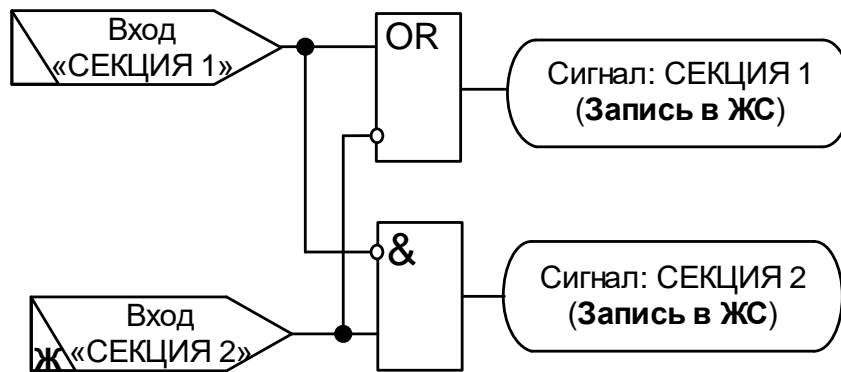 Вход
«СЕКЦИЯ 1»
OR
Сигнал: СЕКЦИЯ 1
(Запись в ЖС)
&
Сигнал: СЕКЦИЯ 2
(Запись в ЖС)
Вход
Ж «СЕКЦИЯ 2»